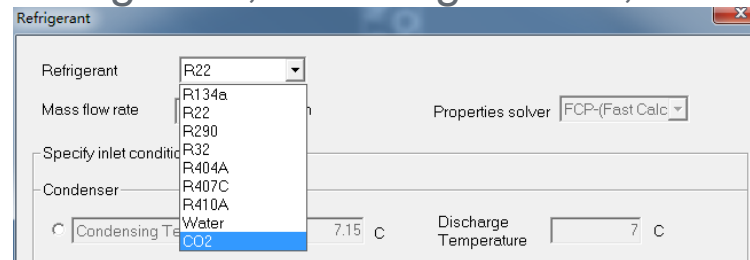 Refrigerant
Refrigerant R22
Mass flow rate
Properties solver FCP-(Fast Calc
R134a
R22
R290
R32
R404A
R407C
R410A
Water
CO2
Specify inlet conditio
Condenser
Condensing Te 7.15 C
Discharge Temperature 7 C